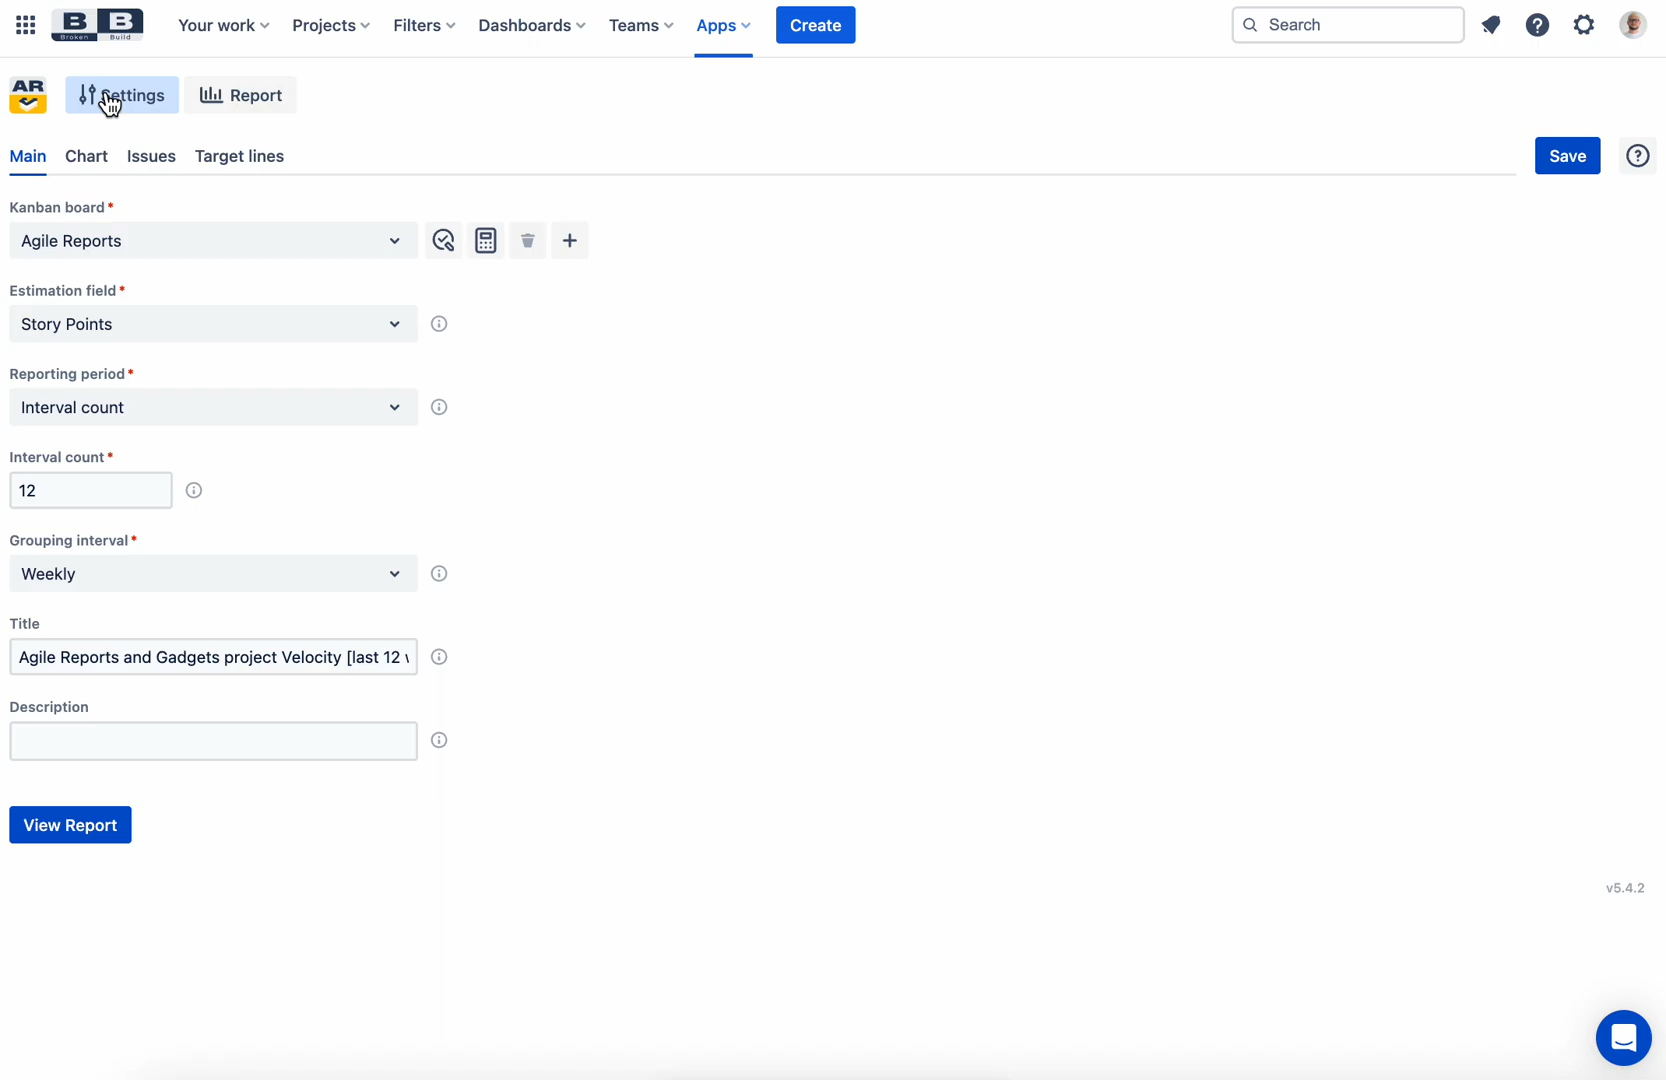 B B
Broken Build
Your work
Projects
Filters
Dashboards
Teams
Apps
Create
Search
AR
Settings
Report
Main
Chart
Issues
Target lines
Save
Kanban board*
Agile Reports
Estimation field*
Story Points
Reporting period*
Interval count
Interval count*
12
Grouping interval*
Weekly
Title
Agile Reports and Gadgets project Velocity [last 12
Description
View Report
v5.4.2